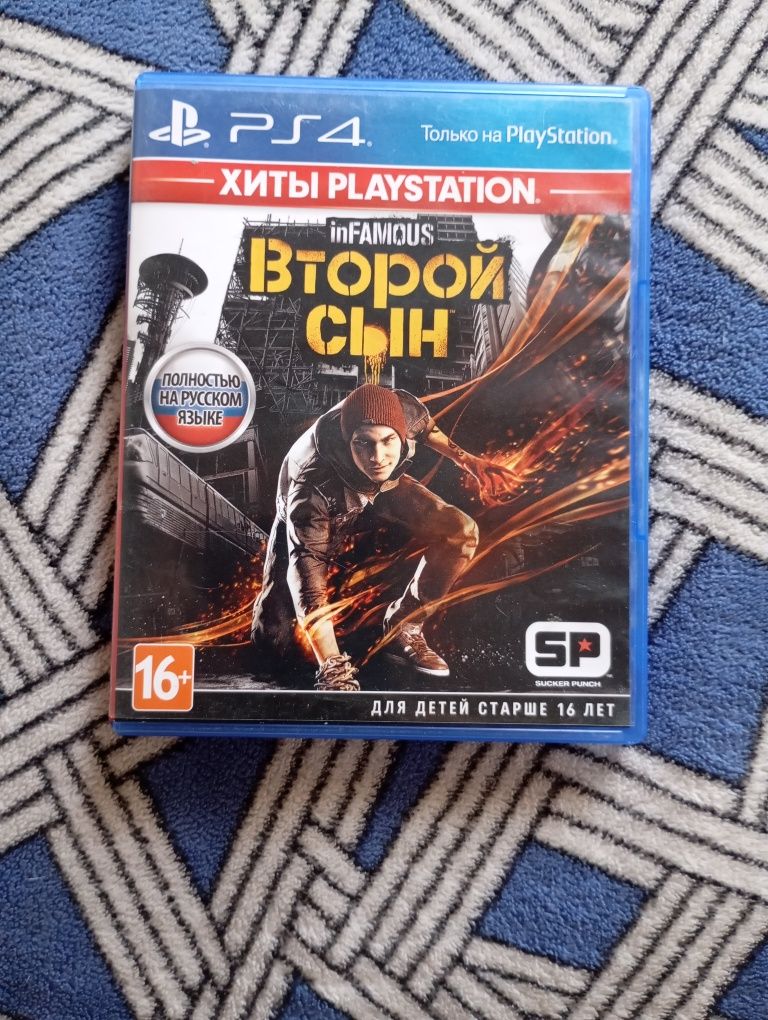 PS4
Только на PlayStation
ХИТЫ PLAYSTATION
inFAMOUS
Второй
сын
ПОЛНОСТЬЮ
НА РУССКОМ
ЯЗЫКЕ
SP
SUCKER PUNCH
16+
ДЛЯ ДЕТЕЙ СТАРШЕ 16 ЛЕТ